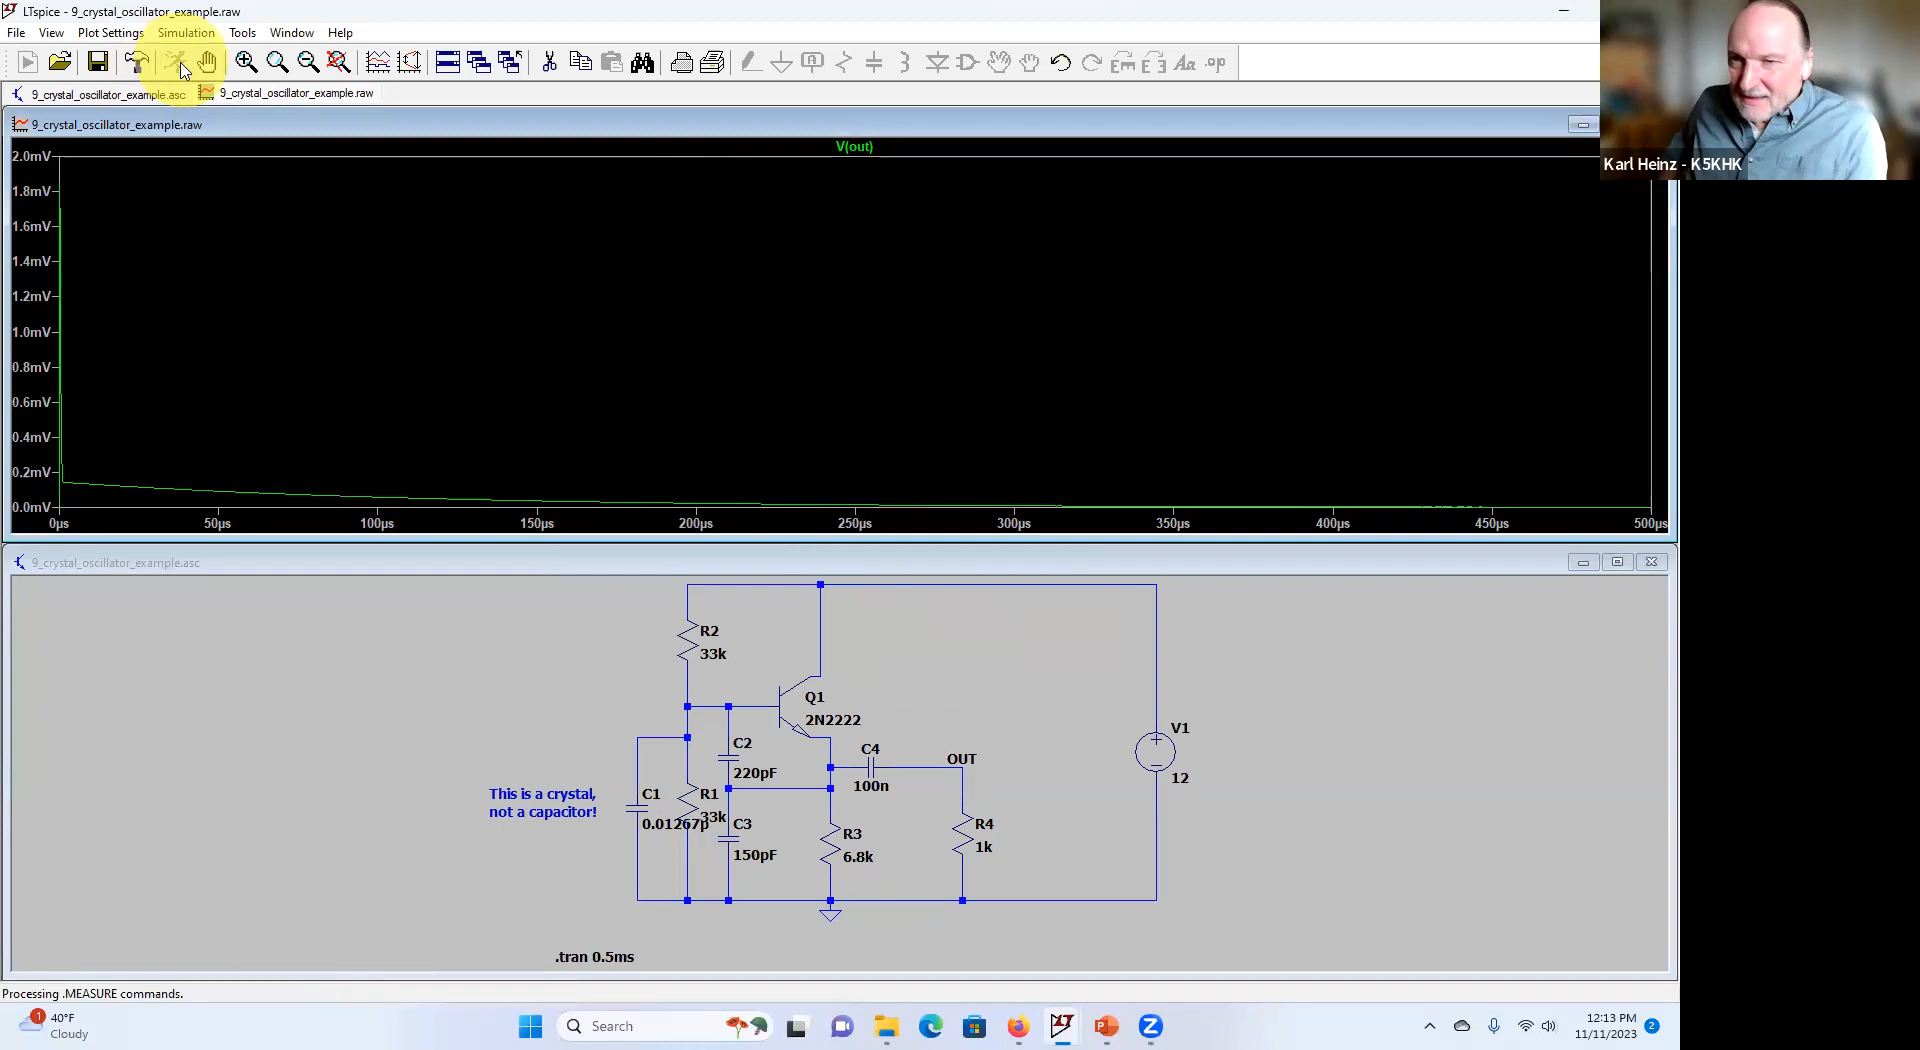 LTspice - 9_crystal_oscillator_example.raw
File View Plot Settings Simulation Tools Window Help
9_crystal_oscillator_example.asc 9_crystal_oscillator_example.raw
9_crystal_oscillator_example.raw
V(out)
2.0mV
1.8mV
1.6mV
1.4mV
1.2mV
1.0mV
0.8mV
0.6mV
0.4mV
0.2mV
0.0mV
0µs 50µs 100µs 150µs 200µs 250µs 300µs 350µs 400µs 450µs 500µs
Karl Heinz - K5KHK
9_crystal_oscillator_example.asc
R2
33k
Q1
2N2222
V1
12
C2
220pF
C4
100n
OUT
This is a crystal,
not a capacitor!
C1
0.01267p
R1
33k
C3
150pF
R3
6.8k
R4
1k
.tran 0.5ms
Processing .MEASURE commands.
1
40°F
Cloudy
Search
12:13 PM
11/11/2023
2